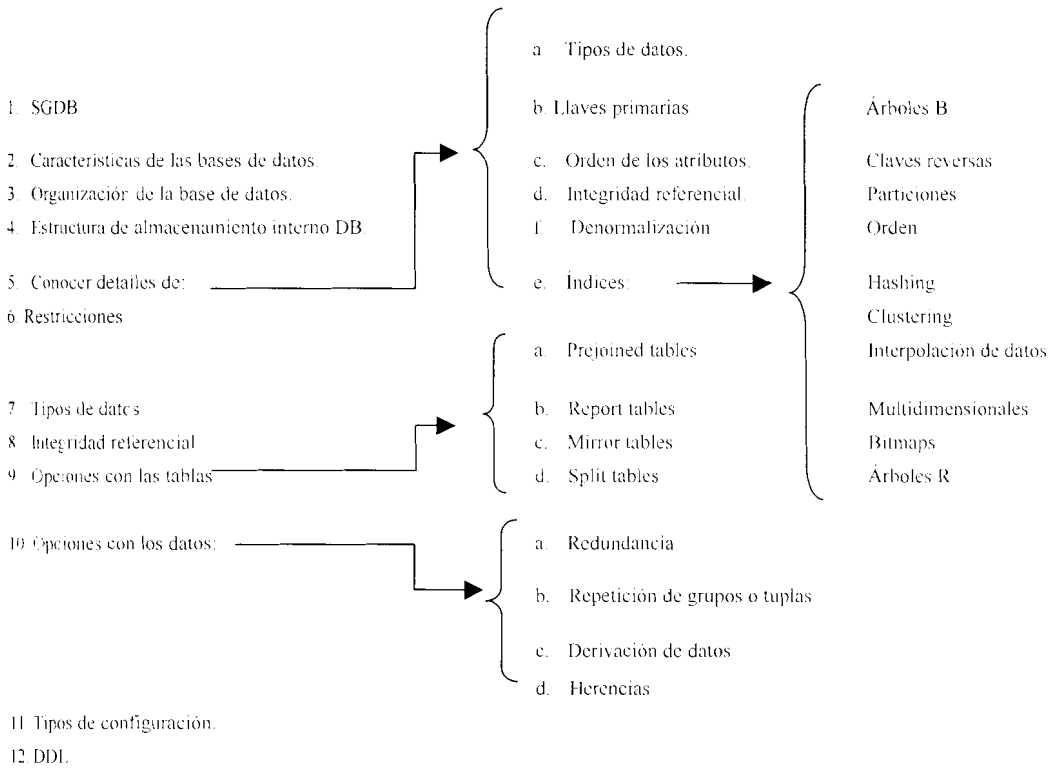 1. SGDB
2. Características de las bases de datos.
3. Organización de la base de datos.
4. Estructura de almacenamiento interno DB.
5. Conocer detalles de:
a Tipos de datos.
b. Llaves primarias
c. Orden de los atributos.
d. Integridad referencial.
f. Denormalización
e. Índices:
Árboles B
Claves reversas
Particiones
Orden
Hashing
Clustering
Interpolación de datos
Multidimensionales
Bitmaps
Árboles R
6. Restricciones
7 Tipos de datos
8 Integridad referencial
9 Opciones con las tablas
a. Prejoined tables
b. Report tables
c. Mirror tables
d. Split tables
10 Opciones con los datos:
a. Redundancia
b. Repetición de grupos o tuplas
c. Derivación de datos
d. Herencias
11 Tipos de configuración.
12. DDL